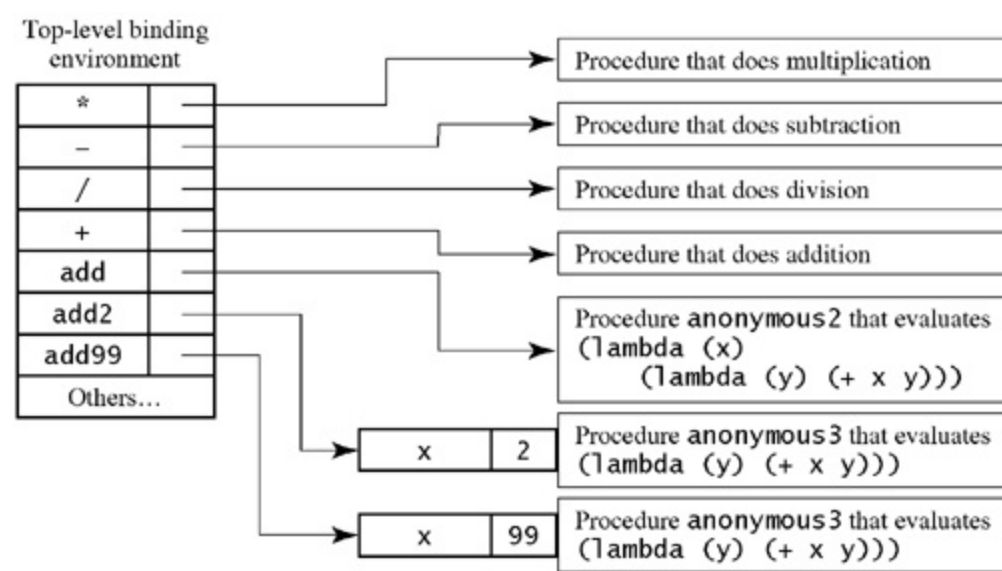 Top-level binding
environment
*
–
/
+
add
add2
add99
Others…
Procedure that does multiplication
Procedure that does subtraction
Procedure that does division
Procedure that does addition
Procedure anonymous2 that evaluates
(lambda (x)
(lambda (y) (+ x y)))
x 2
Procedure anonymous3 that evaluates
(lambda (y) (+ x y)))
x 99
Procedure anonymous3 that evaluates
(lambda (y) (+ x y)))